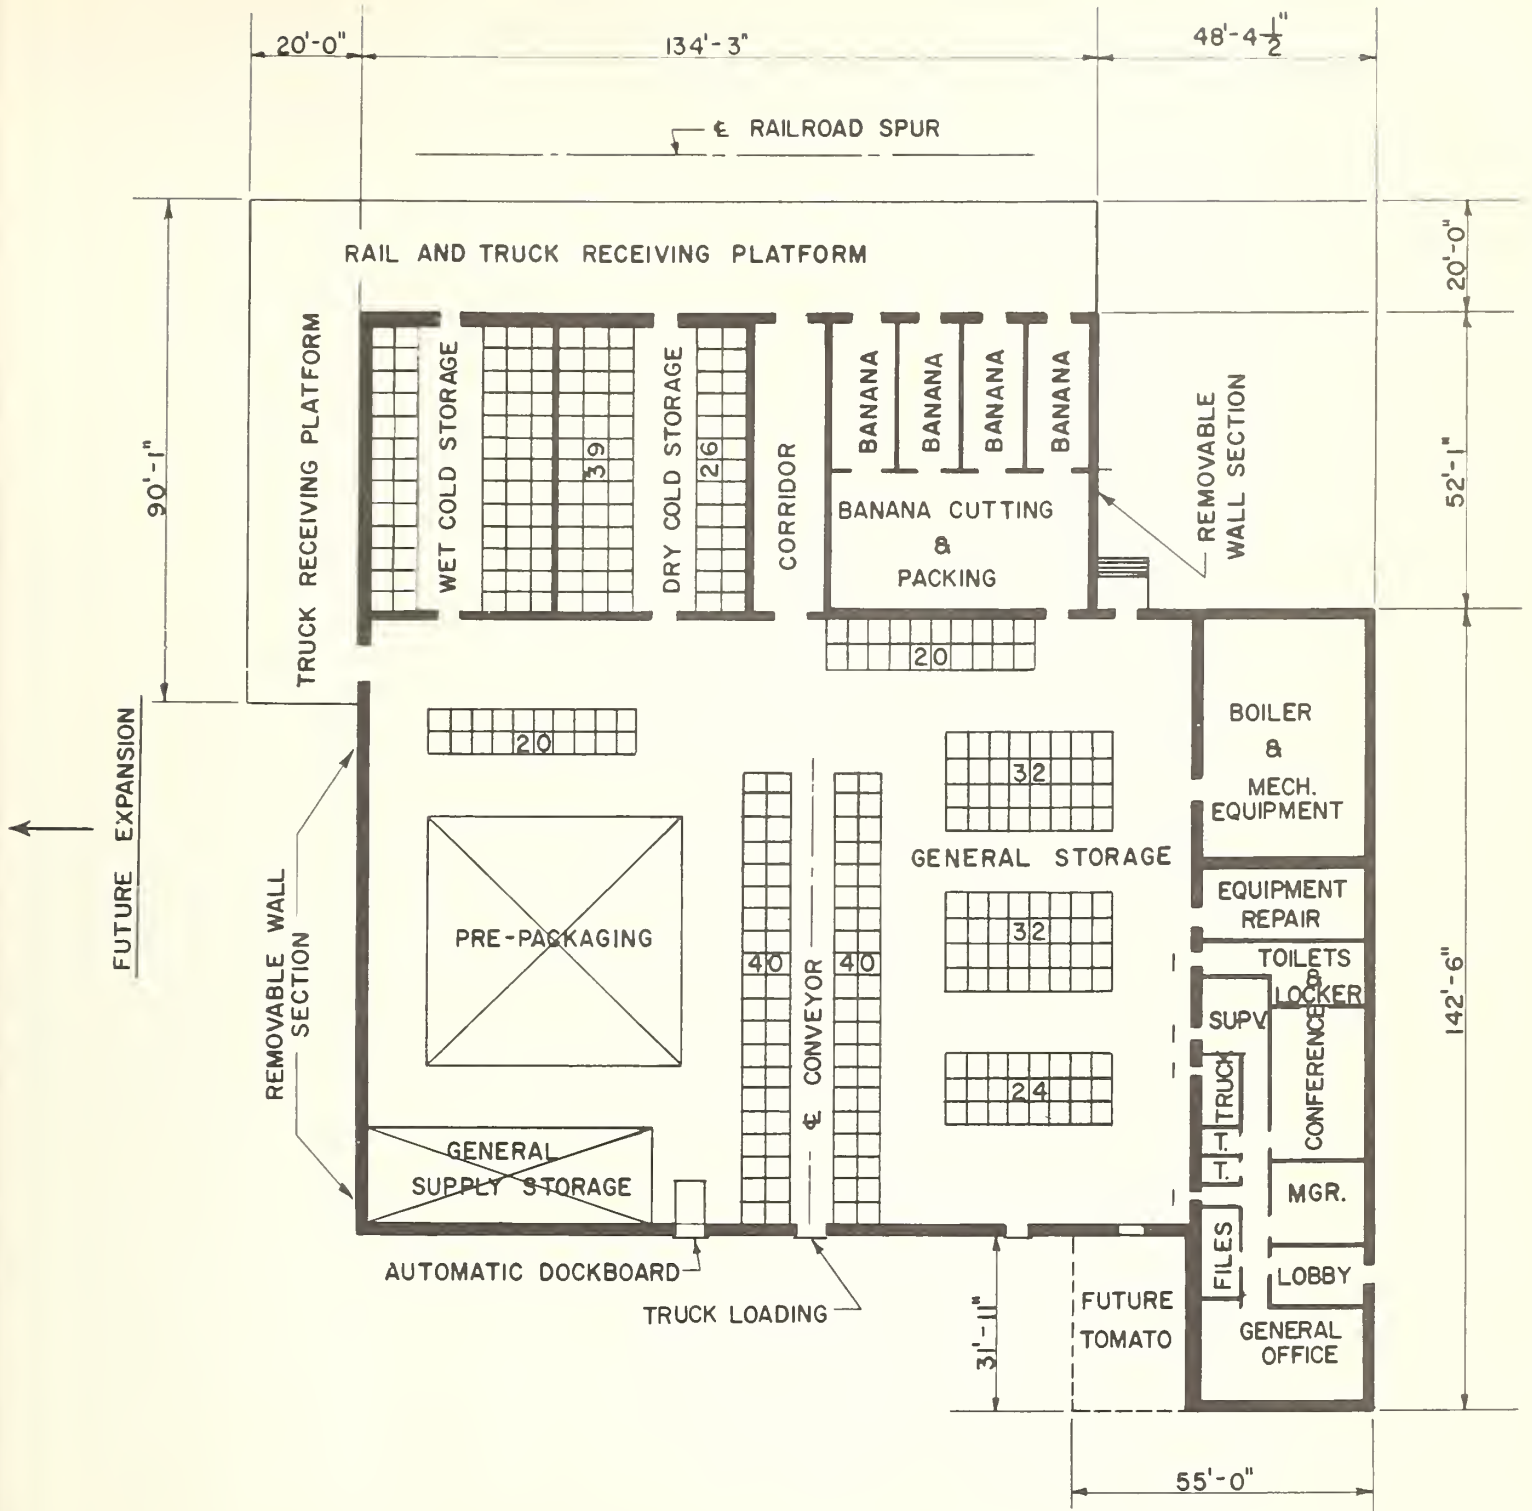 20'-0"
134'-3"
48'-4 1/2"
℄ RAILROAD SPUR
RAIL AND TRUCK RECEIVING PLATFORM
20'-0"
90'-1"
TRUCK RECEIVING PLATFORM
WET COLD STORAGE
39
DRY COLD STORAGE
26
CORRIDOR
BANANA
BANANA
BANANA
BANANA
BANANA CUTTING
&
PACKING
REMOVABLE
WALL SECTION
52'-1"
20
20
BOILER
&
MECH.
EQUIPMENT
32
GENERAL STORAGE
FUTURE EXPANSION
REMOVABLE WALL
SECTION
PRE-PACKAGING
40
℄ CONVEYOR
40
32
EQUIPMENT
REPAIR
TOILETS
&
LOCKER
142'-6"
SUPV.
CONFERENCE
24
TRUCK
T.
T.
MGR.
GENERAL
SUPPLY STORAGE
FILES
LOBBY
AUTOMATIC DOCKBOARD
TRUCK LOADING
31'-11"
FUTURE
TOMATO
GENERAL
OFFICE
55'-0"